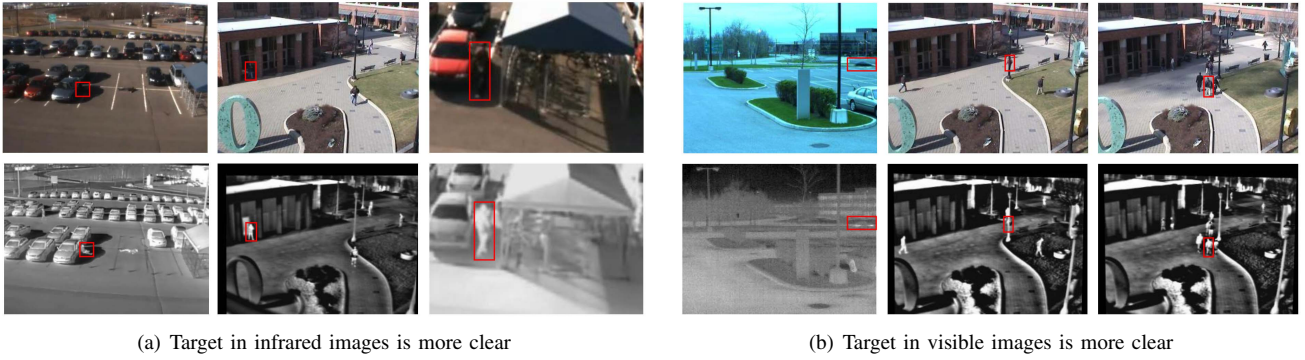 (a) Target in infrared images is more clear
(b) Target in visible images is more clear